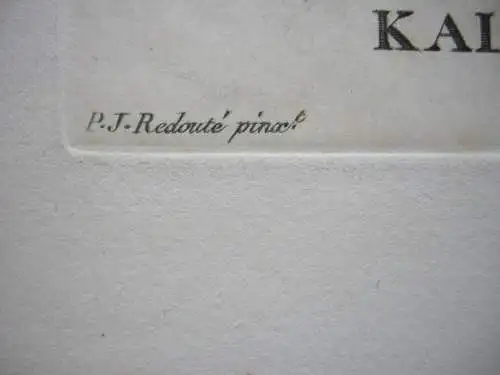 KAL
P. J. Redouté pinx.t